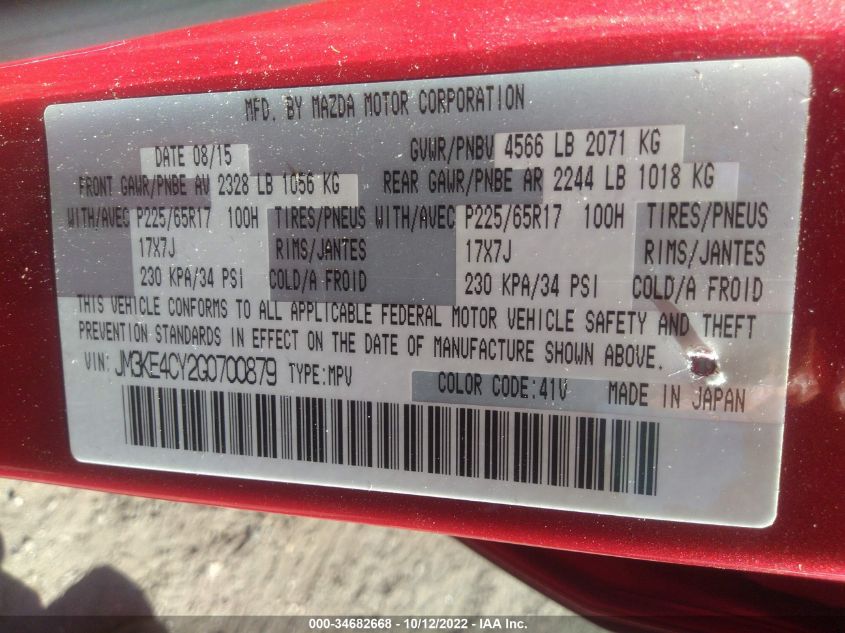 MFD. BY MAZDA MOTOR CORPORATION
DATE 08/15 GVWR/PNBV 4566 LB 2071 KG
FRONT GAWR/PNBE AV 2328 LB 1056 KG REAR GAWR/PNBE AR 2244 LB 1018 KG
WITH/AVEC P225/65R17 100H TIRES/PNEUS WITH/AVEC P225/65R17 100H TIRES/PNEUS
17X7J RIMS/JANTES 17X7J RIMS/JANTES
230 KPA/34 PSI COLD/A FROID 230 KPA/34 PSI COLD/A FROID
THIS VEHICLE CONFORMS TO ALL APPLICABLE FEDERAL MOTOR VEHICLE SAFETY AND THEFT
PREVENTION STANDARDS IN EFFECT ON THE DATE OF MANUFACTURE SHOWN ABOVE.
VIN: JM3KE4CY2G0700879 TYPE:MPV COLOR CODE:41V MADE IN JAPAN
000-34682668 - 10/12/2022 - IAA Inc.